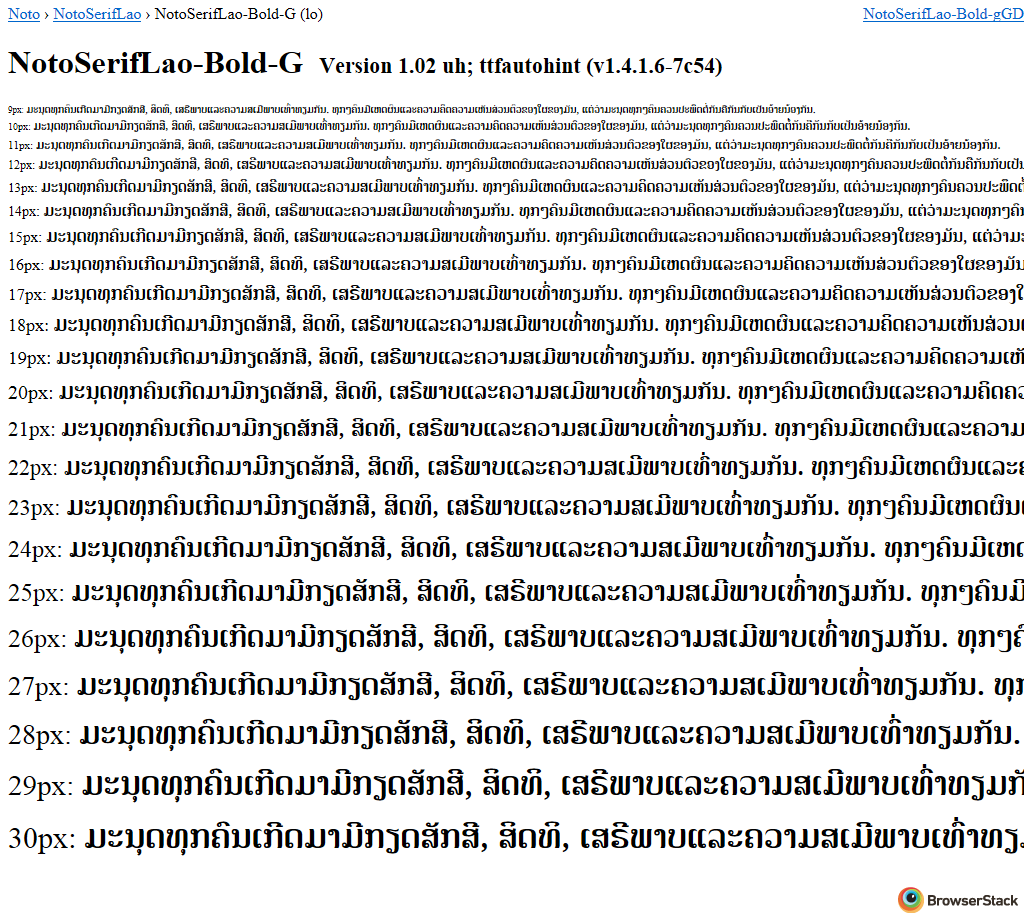 Noto › NotoSerifLao › NotoSerifLao-Bold-G (lo)
NotoSerifLao-Bold-gGD
NotoSerifLao-Bold-G Version 1.02 uh; ttfautohint (v1.4.1.6-7c54)
9px: ມະນຸດທຸກຄົນເກີດມາມີກຽດສັກສີ, ສິດທິ, ເສຣີພາບແລະຄວາມສເມີພາບເທົ່າທຽມກັນ. ທຸກໆຄົນມີເຫດຜົນແລະຄວາມຄິດຄວາມເຫັນສ່ວນຕົວຂອງໃຜຂອງມັນ, ແຕ່ວ່າມະນຸດທຸກໆຄົນຄວນປະພຶດຕໍ່ກັນຄືກັນກັບເປັນອ້າຍນ້ອງກັນ.
10px: ມະນຸດທຸກຄົນເກີດມາມີກຽດສັກສີ, ສິດທິ, ເສຣີພາບແລະຄວາມສເມີພາບເທົ່າທຽມກັນ. ທຸກໆຄົນມີເຫດຜົນແລະຄວາມຄິດຄວາມເຫັນສ່ວນຕົວຂອງໃຜຂອງມັນ, ແຕ່ວ່າມະນຸດທຸກໆຄົນຄວນປະພຶດຕໍ່ກັນຄືກັນກັບເປັນອ້າຍນ້ອງກັນ.
11px: ມະນຸດທຸກຄົນເກີດມາມີກຽດສັກສີ, ສິດທິ, ເສຣີພາບແລະຄວາມສເມີພາບເທົ່າທຽມກັນ. ທຸກໆຄົນມີເຫດຜົນແລະຄວາມຄິດຄວາມເຫັນສ່ວນຕົວຂອງໃຜຂອງມັນ, ແຕ່ວ່າມະນຸດທຸກໆຄົນຄວນປະພຶດຕໍ່ກັນຄືກັນກັບເປັນອ້າຍນ້ອງກັນ.
12px: ມະນຸດທຸກຄົນເກີດມາມີກຽດສັກສີ, ສິດທິ, ເສຣີພາບແລະຄວາມສເມີພາບເທົ່າທຽມກັນ. ທຸກໆຄົນມີເຫດຜົນແລະຄວາມຄິດຄວາມເຫັນສ່ວນຕົວຂອງໃຜຂອງມັນ, ແຕ່ວ່າມະນຸດທຸກໆຄົນຄວນປະພຶດຕໍ່ກັນຄືກັນກັບເປັນ
13px: ມະນຸດທຸກຄົນເກີດມາມີກຽດສັກສີ, ສິດທິ, ເສຣີພາບແລະຄວາມສເມີພາບເທົ່າທຽມກັນ. ທຸກໆຄົນມີເຫດຜົນແລະຄວາມຄິດຄວາມເຫັນສ່ວນຕົວຂອງໃຜຂອງມັນ, ແຕ່ວ່າມະນຸດທຸກໆຄົນຄວນປະພຶດ
14px: ມະນຸດທຸກຄົນເກີດມາມີກຽດສັກສີ, ສິດທິ, ເສຣີພາບແລະຄວາມສເມີພາບເທົ່າທຽມກັນ. ທຸກໆຄົນມີເຫດຜົນແລະຄວາມຄິດຄວາມເຫັນສ່ວນຕົວຂອງໃຜຂອງມັນ, ແຕ່ວ່າມະນຸດທຸກໆຄົ
15px: ມະນຸດທຸກຄົນເກີດມາມີກຽດສັກສີ, ສິດທິ, ເສຣີພາບແລະຄວາມສເມີພາບເທົ່າທຽມກັນ. ທຸກໆຄົນມີເຫດຜົນແລະຄວາມຄິດຄວາມເຫັນສ່ວນຕົວຂອງໃຜຂອງມັນ, ແຕ່ວ່າມະ
16px: ມະນຸດທຸກຄົນເກີດມາມີກຽດສັກສີ, ສິດທິ, ເສຣີພາບແລະຄວາມສເມີພາບເທົ່າທຽມກັນ. ທຸກໆຄົນມີເຫດຜົນແລະຄວາມຄິດຄວາມເຫັນສ່ວນຕົວຂອງໃຜຂອງມັນ
17px: ມະນຸດທຸກຄົນເກີດມາມີກຽດສັກສີ, ສິດທິ, ເສຣີພາບແລະຄວາມສເມີພາບເທົ່າທຽມກັນ. ທຸກໆຄົນມີເຫດຜົນແລະຄວາມຄິດຄວາມເຫັນສ່ວນຕົວຂອງໃ
18px: ມະນຸດທຸກຄົນເກີດມາມີກຽດສັກສີ, ສິດທິ, ເສຣີພາບແລະຄວາມສເມີພາບເທົ່າທຽມກັນ. ທຸກໆຄົນມີເຫດຜົນແລະຄວາມຄິດຄວາມເຫັນສ່ວນ
19px: ມະນຸດທຸກຄົນເກີດມາມີກຽດສັກສີ, ສິດທິ, ເສຣີພາບແລະຄວາມສເມີພາບເທົ່າທຽມກັນ. ທຸກໆຄົນມີເຫດຜົນແລະຄວາມຄິດຄວາມເຫັ
20px: ມະນຸດທຸກຄົນເກີດມາມີກຽດສັກສີ, ສິດທິ, ເສຣີພາບແລະຄວາມສເມີພາບເທົ່າທຽມກັນ. ທຸກໆຄົນມີເຫດຜົນແລະຄວາມຄິດຄວ
21px: ມະນຸດທຸກຄົນເກີດມາມີກຽດສັກສີ, ສິດທິ, ເສຣີພາບແລະຄວາມສເມີພາບເທົ່າທຽມກັນ. ທຸກໆຄົນມີເຫດຜົນແລະຄວາມ
22px: ມະນຸດທຸກຄົນເກີດມາມີກຽດສັກສີ, ສິດທິ, ເສຣີພາບແລະຄວາມສເມີພາບເທົ່າທຽມກັນ. ທຸກໆຄົນມີເຫດຜົນແລະຄ
23px: ມະນຸດທຸກຄົນເກີດມາມີກຽດສັກສີ, ສິດທິ, ເສຣີພາບແລະຄວາມສເມີພາບເທົ່າທຽມກັນ. ທຸກໆຄົນມີເຫດຜົນ
24px: ມະນຸດທຸກຄົນເກີດມາມີກຽດສັກສີ, ສິດທິ, ເສຣີພາບແລະຄວາມສເມີພາບເທົ່າທຽມກັນ. ທຸກໆຄົນມີເຫດ
25px: ມະນຸດທຸກຄົນເກີດມາມີກຽດສັກສີ, ສິດທິ, ເສຣີພາບແລະຄວາມສເມີພາບເທົ່າທຽມກັນ. ທຸກໆຄົນມີ
26px: ມະນຸດທຸກຄົນເກີດມາມີກຽດສັກສີ, ສິດທິ, ເສຣີພາບແລະຄວາມສເມີພາບເທົ່າທຽມກັນ. ທຸກໆຄົ
27px: ມະນຸດທຸກຄົນເກີດມາມີກຽດສັກສີ, ສິດທິ, ເສຣີພາບແລະຄວາມສເມີພາບເທົ່າທຽມກັນ. ທຸກ
28px: ມະນຸດທຸກຄົນເກີດມາມີກຽດສັກສີ, ສິດທິ, ເສຣີພາບແລະຄວາມສເມີພາບເທົ່າທຽມກັນ.
29px: ມະນຸດທຸກຄົນເກີດມາມີກຽດສັກສີ, ສິດທິ, ເສຣີພາບແລະຄວາມສເມີພາບເທົ່າທຽມກັ
30px: ມະນຸດທຸກຄົນເກີດມາມີກຽດສັກສີ, ສິດທິ, ເສຣີພາບແລະຄວາມສເມີພາບເທົ່າທຽ
BrowserStack